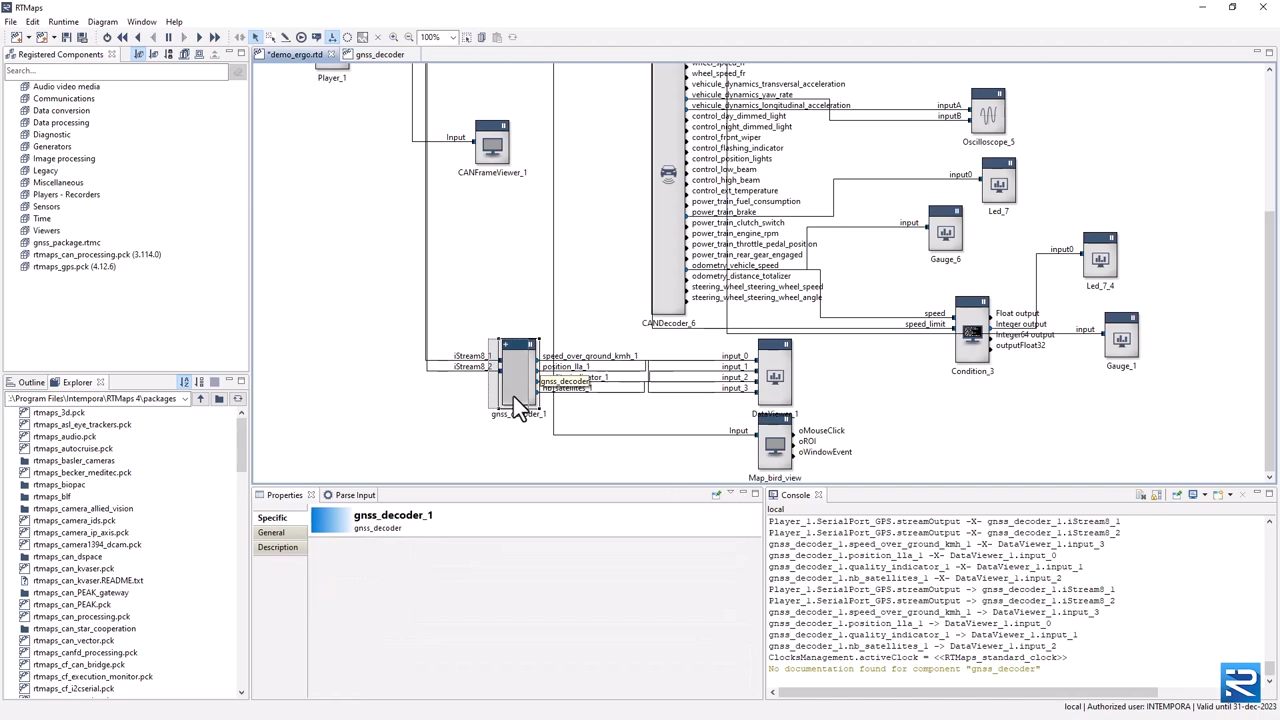 RTMaps
File Edit Runtime Diagram Window Help
100%
Registered Components
*demo_ergo.rtd gnss_decoder
Search...
Audio video media
Communications
Data conversion
Data processing
Diagnostic
Generators
Image processing
Legacy
Miscellaneous
Players - Recorders
Sensors
Time
Viewers
gnss_package.rtmc
rtmaps_can_processing.pck (3.114.0)
rtmaps_gps.pck (4.12.6)
Outline Explorer
\Program Files\Intempora\RTMaps 4\packages
rtmaps_3d.pck
rtmaps_asl_eye_trackers.pck
rtmaps_audio.pck
rtmaps_autocruise.pck
rtmaps_basler_cameras
rtmaps_becker_meditec.pck
rtmaps_biopac
rtmaps_blf
rtmaps_camera_allied_vision
rtmaps_camera_ids.pck
rtmaps_camera_ip_axis.pck
rtmaps_camera1394_dcam.pck
rtmaps_can_dspace
rtmaps_can_kvaser.pck
rtmaps_can_kvaser.README.txt
rtmaps_can_PEAK_gateway
rtmaps_can_PEAK.pck
rtmaps_can_processing.pck
rtmaps_can_star_cooperation
rtmaps_can_vector.pck
rtmaps_canfd_processing.pck
rtmaps_cf_can_bridge.pck
rtmaps_cf_execution_monitor.pck
rtmaps_cf_i2cserial.pck
Player_1
Input
CANFrameViewer_1
wheel_speed_fr
vehicule_dynamics_transversal_acceleration
vehicule_dynamics_yaw_rate
vehicule_dynamics_longitudinal_acceleration
control_day_dimmed_light
control_night_dimmed_light
control_front_wiper
control_flashing_indicator
control_position_lights
control_low_beam
control_high_beam
control_ext_temperature
power_train_fuel_consumption
power_train_brake
power_train_clutch_switch
power_train_engine_rpm
power_train_throttle_pedal_position
power_train_rear_gear_engaged
odometry_vehicle_speed
odometry_distance_totalizer
steering_wheel_steering_wheel_speed
steering_wheel_steering_wheel_angle
CANDecoder_6
inputA
inputB
Oscilloscope_5
input0
Led_7
input
Gauge_6
input0
Led_7_4
speed
speed_limit
Float output
Integer output
Integer64 output
outputFloat32
Condition_3
input
Gauge_1
iStream8_1
iStream8_2
speed_over_ground_kmh_1
position_lla_1
gnss_decoder
nb_satellites_1
input_0
input_1
input_2
input_3
DataViewer_1
Input
oMouseClick
oROI
oWindowEvent
Map_bird_view
Properties Parse Input
Specific
General
Description
gnss_decoder_1
gnss_decoder
Console
local
Player_1.SerialPort_GPS.streamOutput -X- gnss_decoder_1.iStream8_1
Player_1.SerialPort_GPS.streamOutput -X- gnss_decoder_1.iStream8_2
gnss_decoder_1.speed_over_ground_kmh_1 -X- DataViewer_1.input_3
gnss_decoder_1.position_lla_1 -X- DataViewer_1.input_0
gnss_decoder_1.quality_indicator_1 -X- DataViewer_1.input_1
gnss_decoder_1.nb_satellites_1 -X- DataViewer_1.input_2
Player_1.SerialPort_GPS.streamOutput -> gnss_decoder_1.iStream8_1
Player_1.SerialPort_GPS.streamOutput -> gnss_decoder_1.iStream8_2
gnss_decoder_1.speed_over_ground_kmh_1 -> DataViewer_1.input_3
gnss_decoder_1.position_lla_1 -> DataViewer_1.input_0
gnss_decoder_1.quality_indicator_1 -> DataViewer_1.input_1
gnss_decoder_1.nb_satellites_1 -> DataViewer_1.input_2
ClocksManagement.activeClock = <<RTMaps_standard_clock>>
No documentation found for component "gnss_decoder"
local | Authorized user: INTEMPORA | Valid until 31-dec-2023